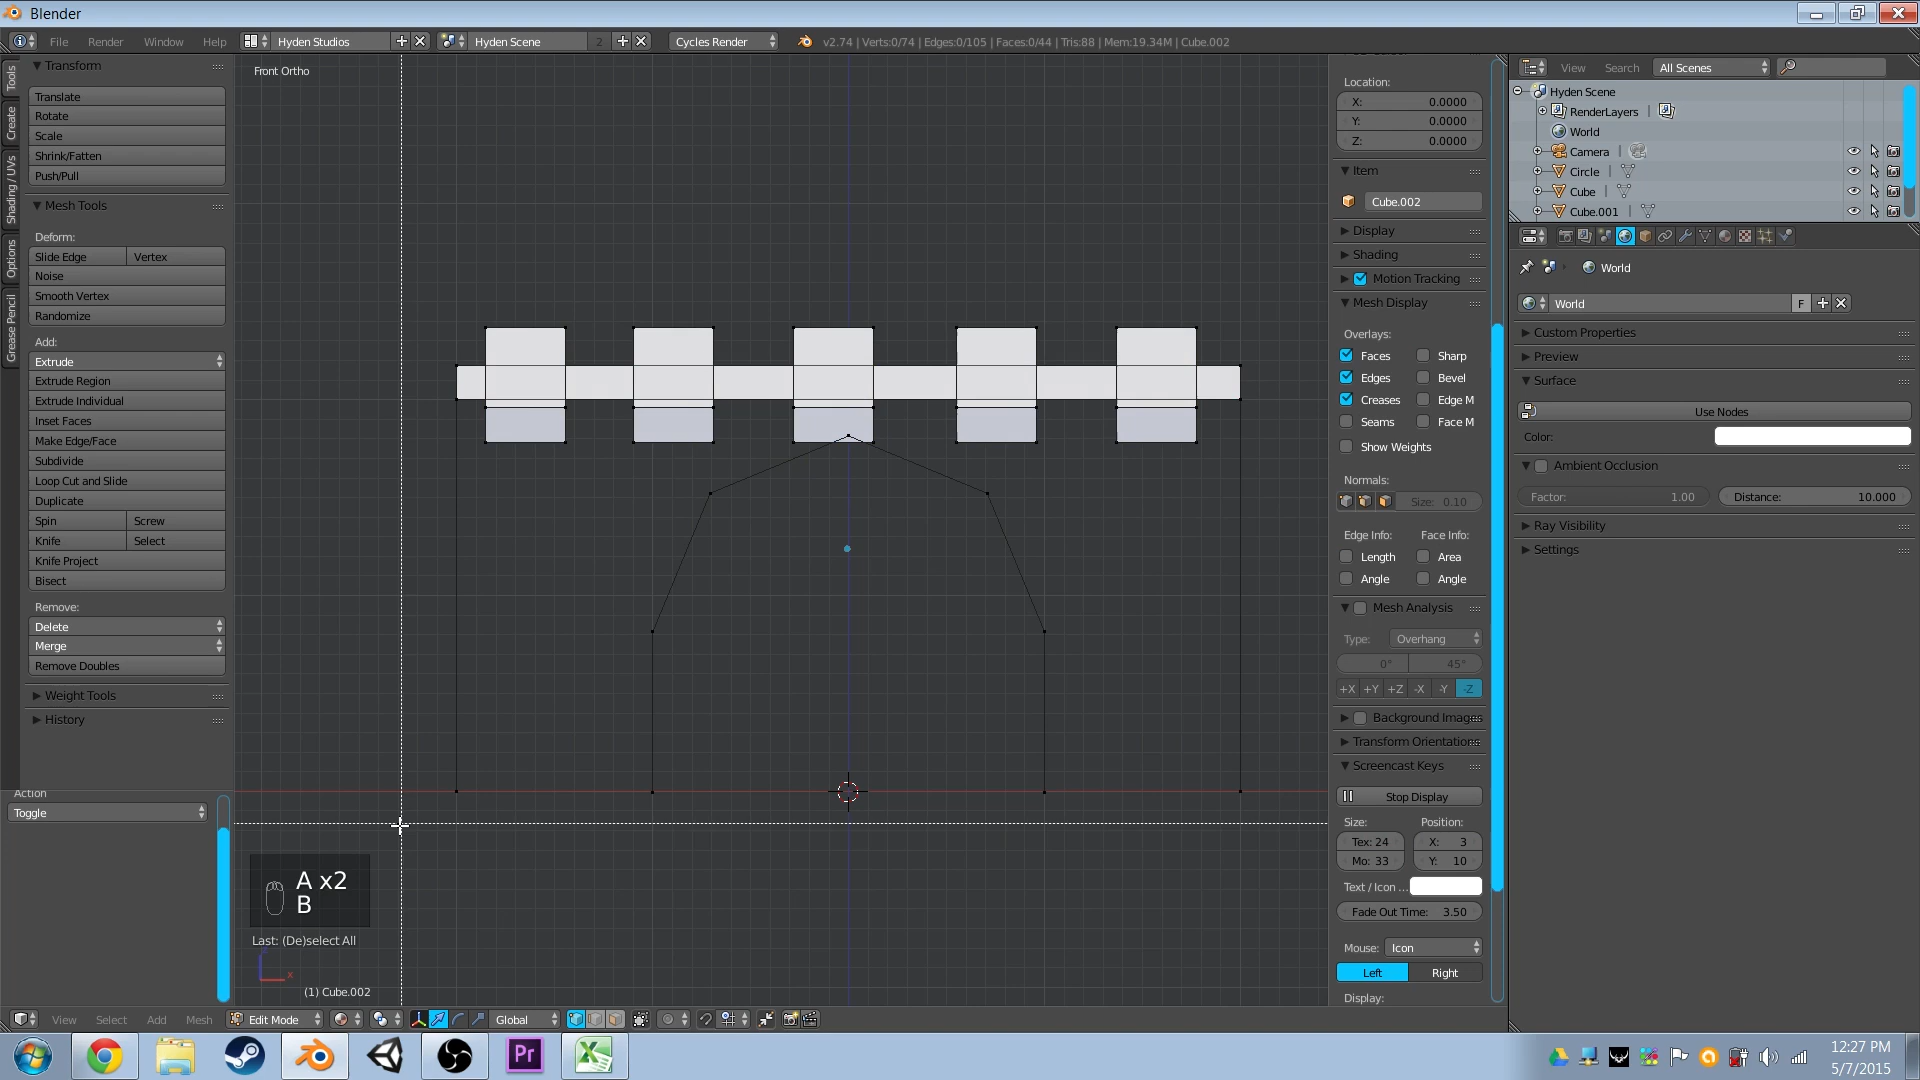 Blender
File Render Window Help Hyden Studios Hyden Scene 2 Cycles Render v2.74 | Verts:0/74 | Edges:0/105 | Faces:0/44 | Tris:88 | Mem:19.34M | Cube.002
Tools
Create
Shading / UVs
Options
Grease Pencil
Transform
Translate
Rotate
Scale
Shrink/Fatten
Push/Pull
Mesh Tools
Deform:
Slide Edge Vertex
Noise
Smooth Vertex
Randomize
Add:
Extrude
Extrude Region
Extrude Individual
Inset Faces
Make Edge/Face
Subdivide
Loop Cut and Slide
Duplicate
Spin Screw
Knife Select
Knife Project
Bisect
Remove:
Delete
Merge
Remove Doubles
Weight Tools
History
Action
Toggle
Front Ortho
A x2
B
Last: (De)select All
x
(1) Cube.002
Location:
X: 0.0000
Y: 0.0000
Z: 0.0000
Item
Cube.002
Display
Shading
Motion Tracking
Mesh Display
Overlays:
Faces Sharp
Edges Bevel
Creases Edge M
Seams Face M
Show Weights
Normals:
Size: 0.10
Edge Info: Face Info:
Length Area
Angle Angle
Mesh Analysis
Type: Overhang
0° 45°
+X +Y +Z -X -Y -Z
Background Images
Transform Orientations
Screencast Keys
Stop Display
Size: Position:
Tex: 24 X: 3
Mo: 33 Y: 10
Text / Icon ...
Fade Out Time: 3.50
Mouse: Icon
Left Right
Display:
View Search All Scenes
Hyden Scene
RenderLayers
World
Camera
Circle
Cube
Cube.001
World
World F
Custom Properties
Preview
Surface
Use Nodes
Color:
Ambient Occlusion
Factor: 1.00 Distance: 10.000
Ray Visibility
Settings
View Select Add Mesh Edit Mode Global
Pr
12:27 PM
5/7/2015